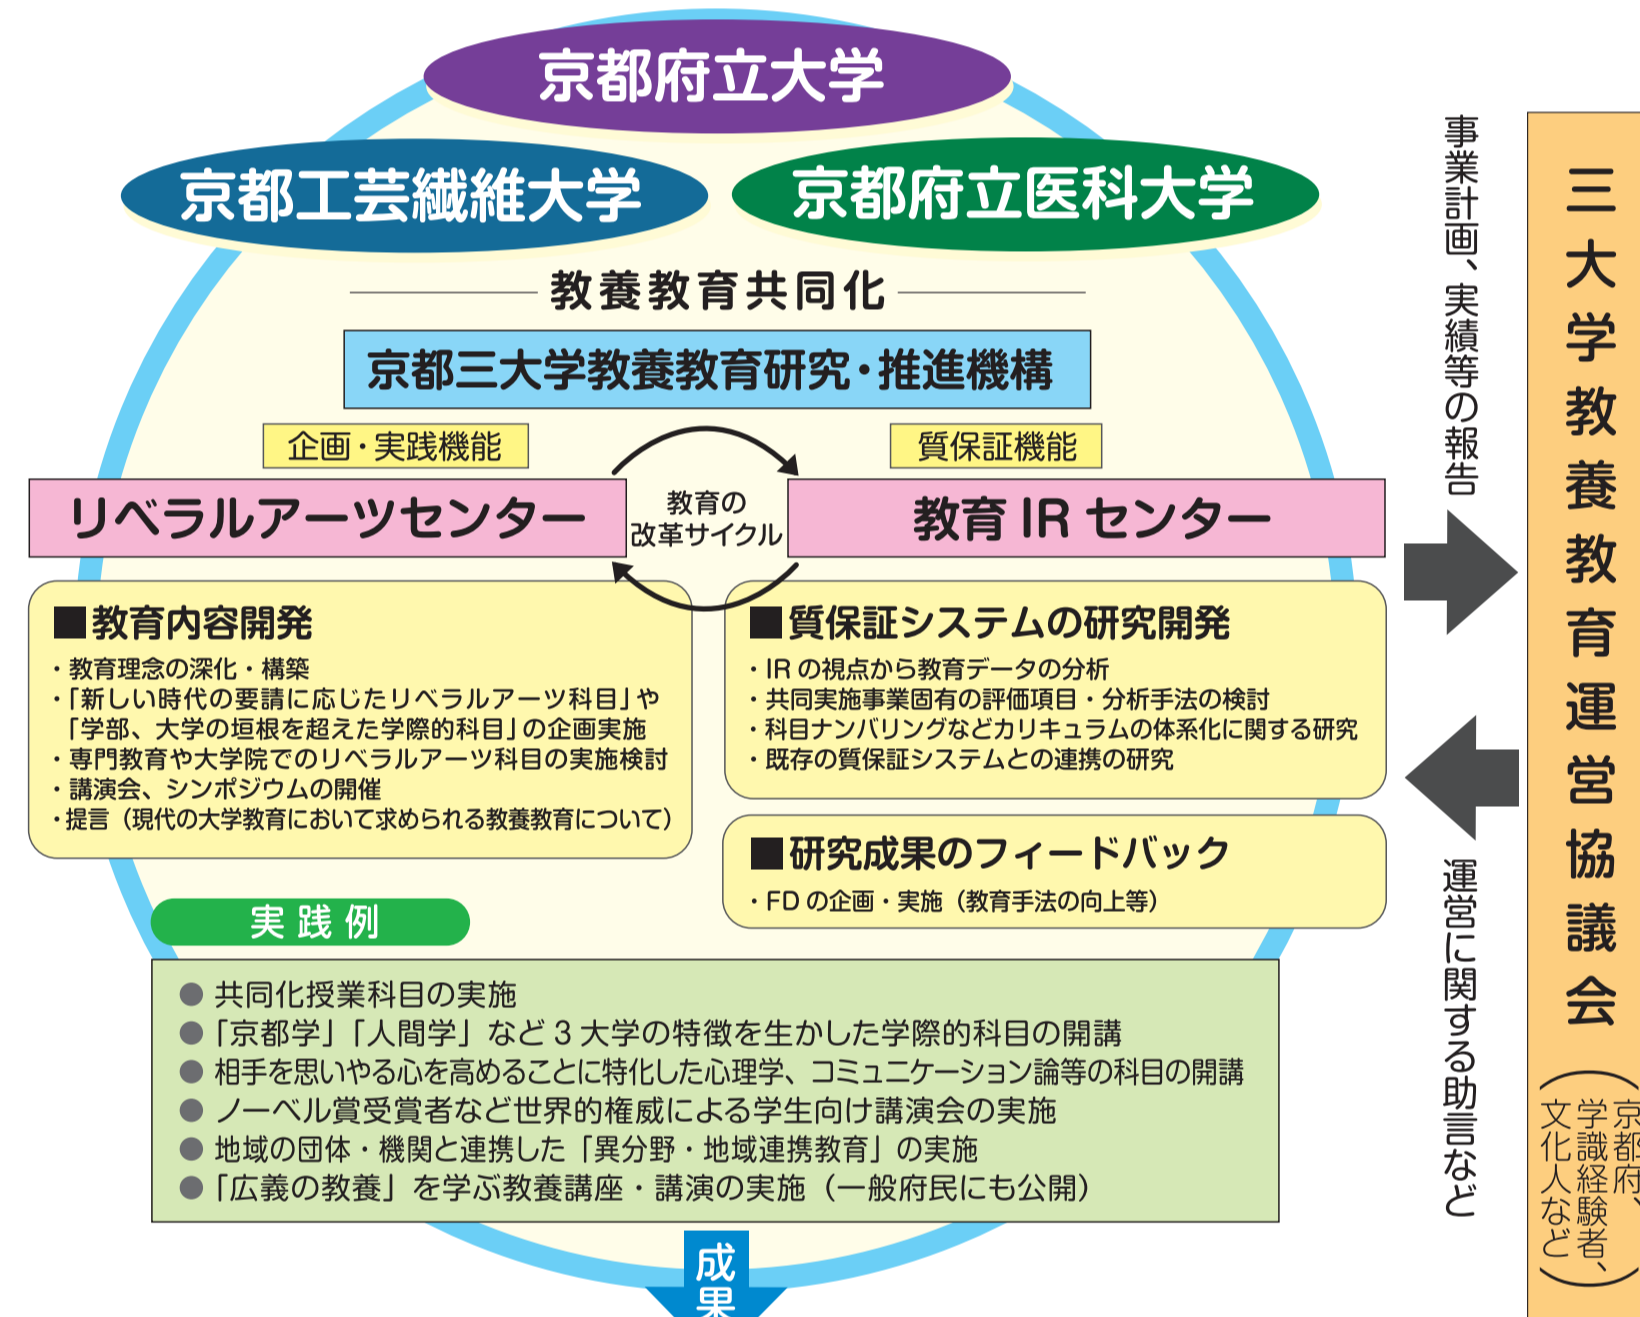 京都府立大学
京都工芸繊維大学
京都府立医科大学
教養教育共同化
京都三大学教養教育研究・推進機構
企画・実践機能
質保証機能
リベラルアーツセンター
教育の
改革サイクル
教育 IR センター
■教育内容開発
・教育理念の深化・構築
・「新しい時代の要請に応じたリベラルアーツ科目」や
「学部、大学の垣根を超えた学際的科目」の企画実施
・専門教育や大学院でのリベラルアーツ科目の実施検討
・講演会、シンポジウムの開催
・提言（現代の大学教育において求められる教養教育について）
■質保証システムの研究開発
・IR の視点から教育データの分析
・共同実施事業固有の評価項目・分析手法の検討
・科目ナンバリングなどカリキュラムの体系化に関する研究
・既存の質保証システムとの連携の研究
■研究成果のフィードバック
・FD の企画・実施（教育手法の向上等）
実践例
● 共同化授業科目の実施
● 「京都学」「人間学」など 3 大学の特徴を生かした学際的科目の開講
● 相手を思いやる心を高めることに特化した心理学、コミュニケーション論等の科目の開講
● ノーベル賞受賞者など世界的権威による学生向け講演会の実施
● 地域の団体・機関と連携した「異分野・地域連携教育」の実施
● 「広義の教養」を学ぶ教養講座・講演の実施（一般府民にも公開）
成果
事業計画、実績等の報告
運営に関する助言など
三大学教養教育運営協議会
（京都府、
学識経験者、
文化人など）